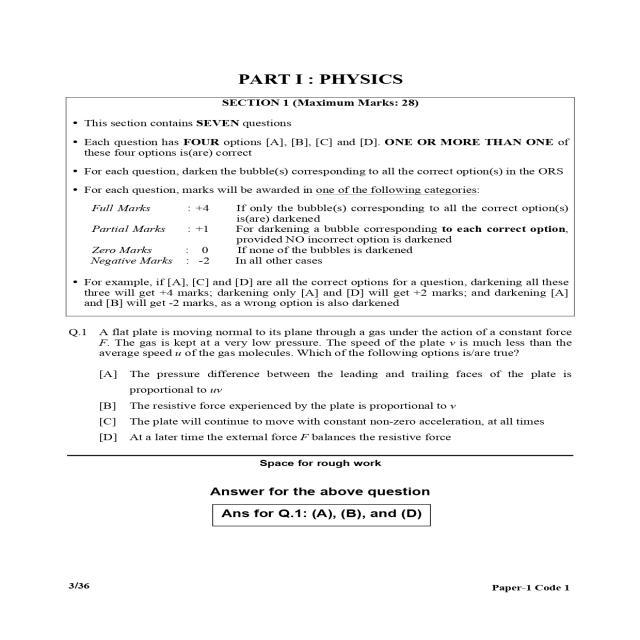 PART I : PHYSICS
SECTION 1 (Maximum Marks: 28)
• This section contains SEVEN questions
• Each question has FOUR options [A], [B], [C] and [D]. ONE OR MORE THAN ONE of
these four options is(are) correct
• For each question, darken the bubble(s) corresponding to all the correct option(s) in the ORS
• For each question, marks will be awarded in one of the following categories:
Full Marks : +4 If only the bubble(s) corresponding to all the correct option(s)
is(are) darkened
Partial Marks : +1 For darkening a bubble corresponding to each correct option,
provided NO incorrect option is darkened
Zero Marks : 0 If none of the bubbles is darkened
Negative Marks : -2 In all other cases
• For example, if [A], [C] and [D] are all the correct options for a question, darkening all these
three will get +4 marks; darkening only [A] and [D] will get +2 marks; and darkening [A]
and [B] will get -2 marks, as a wrong option is also darkened
Q.1 A flat plate is moving normal to its plane through a gas under the action of a constant force
F. The gas is kept at a very low pressure. The speed of the plate v is much less than the
average speed u of the gas molecules. Which of the following options is/are true?
[A] The pressure difference between the leading and trailing faces of the plate is
proportional to uv
[B] The resistive force experienced by the plate is proportional to v
[C] The plate will continue to move with constant non-zero acceleration, at all times
[D] At a later time the external force F balances the resistive force
Space for rough work
Answer for the above question
Ans for Q.1: (A), (B), and (D)
3/36
Paper-1 Code 1